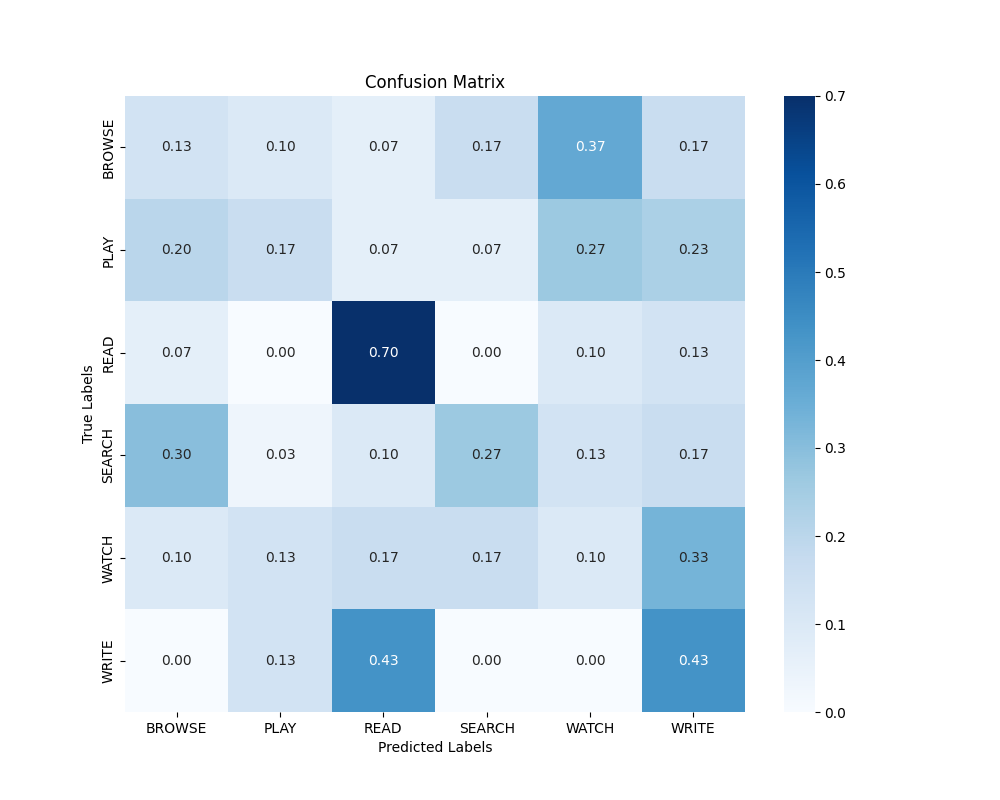 Confusion Matrix
True Labels
BROWSE 0.13 0.10 0.07 0.17 0.37 0.17
PLAY 0.20 0.17 0.07 0.07 0.27 0.23
READ 0.07 0.00 0.70 0.00 0.10 0.13
SEARCH 0.30 0.03 0.10 0.27 0.13 0.17
WATCH 0.10 0.13 0.17 0.17 0.10 0.33
WRITE 0.00 0.13 0.43 0.00 0.00 0.43
BROWSE PLAY READ SEARCH WATCH WRITE
Predicted Labels
0.7
0.6
0.5
0.4
0.3
0.2
0.1
0.0